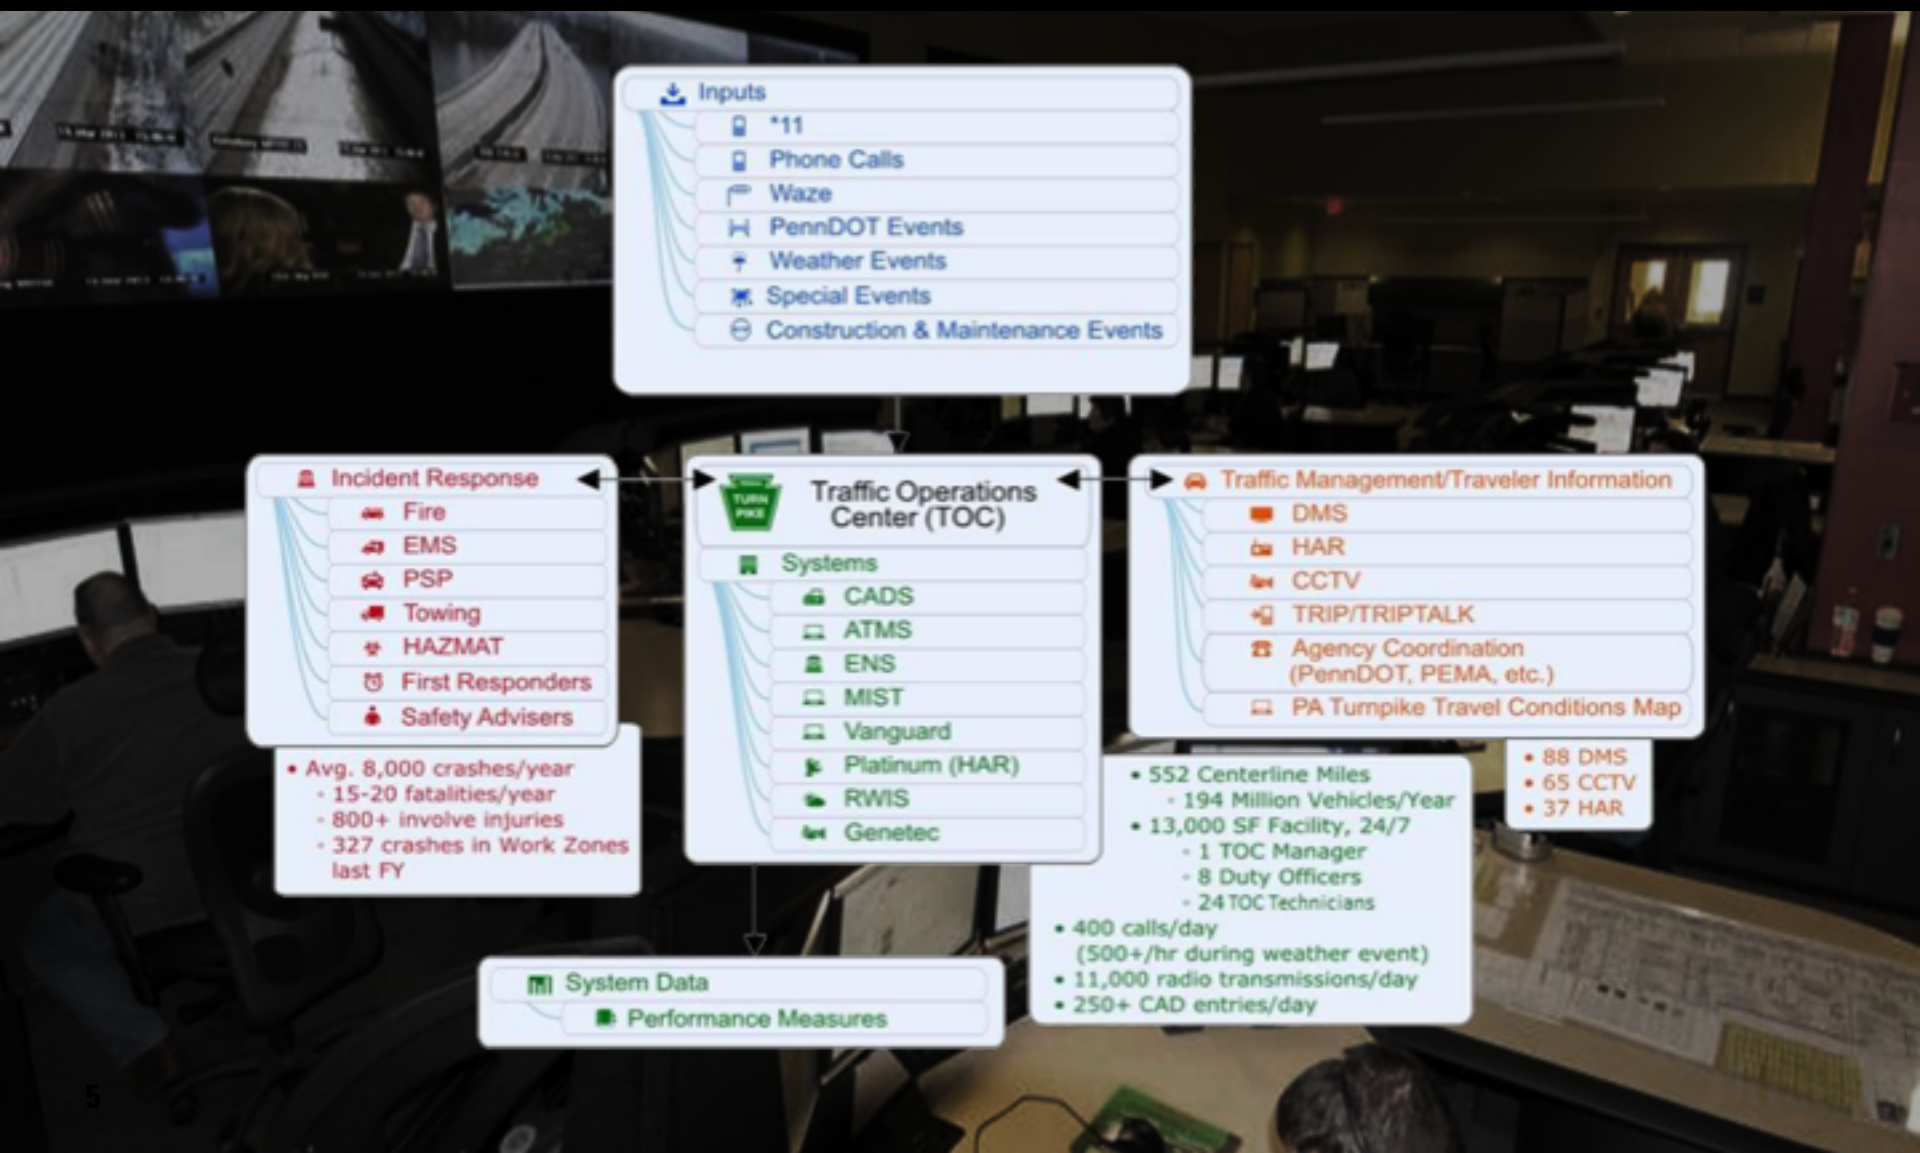 Inputs
*11
Phone Calls
Waze
PennDOT Events
Weather Events
Special Events
Construction & Maintenance Events
Incident Response
Fire
EMS
PSP
Towing
HAZMAT
First Responders
Safety Advisers
• Avg. 8,000 crashes/year
◦ 15-20 fatalities/year
◦ 800+ involve injuries
◦ 327 crashes in Work Zones
last FY
TURN
PIKE
Traffic Operations
Center (TOC)
Systems
CADS
ATMS
ENS
MIST
Vanguard
Platinum (HAR)
RWIS
Genetec
Traffic Management/Traveler Information
DMS
HAR
CCTV
TRIP/TRIPTALK
Agency Coordination
(PennDOT, PEMA, etc.)
PA Turnpike Travel Conditions Map
• 88 DMS
• 65 CCTV
• 37 HAR
• 552 Centerline Miles
◦ 194 Million Vehicles/Year
• 13,000 SF Facility, 24/7
◦ 1 TOC Manager
◦ 8 Duty Officers
◦ 24 TOC Technicians
• 400 calls/day
(500+/hr during weather event)
• 11,000 radio transmissions/day
• 250+ CAD entries/day
System Data
Performance Measures
5